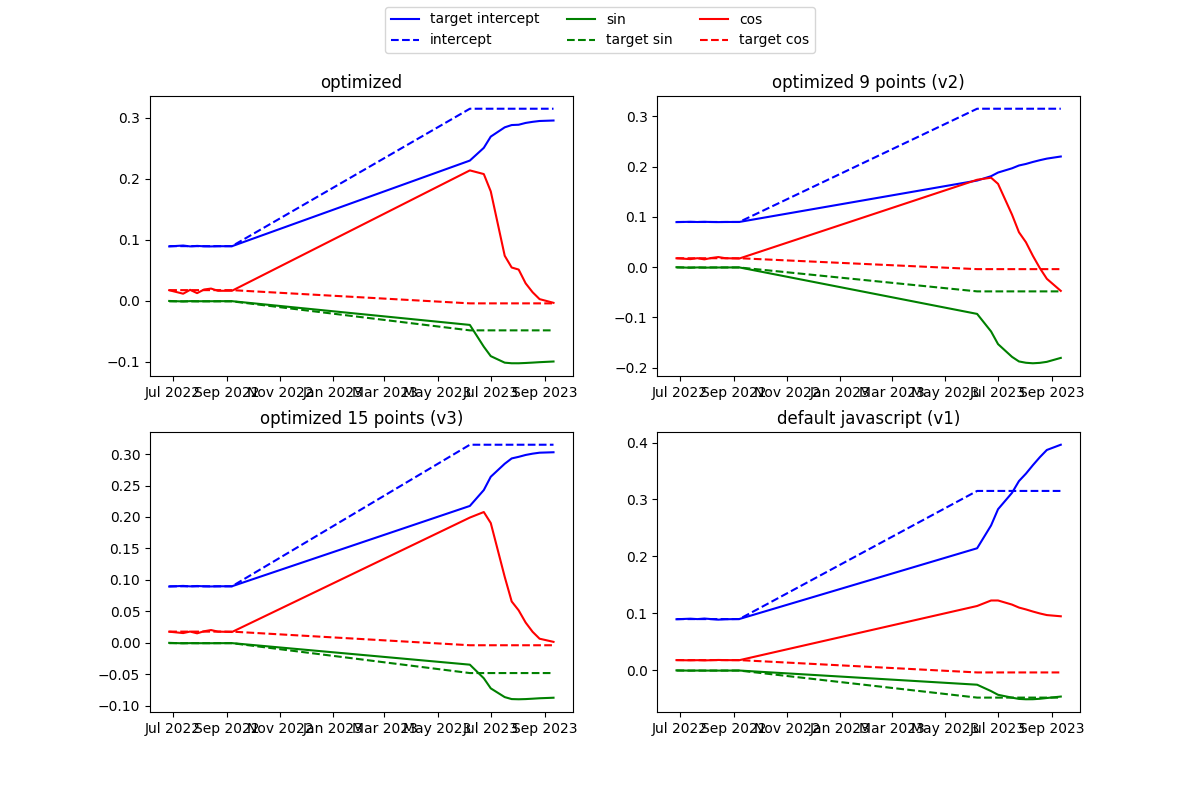 target intercept sin cos
intercept target sin target cos
optimized
0.3
0.2
0.1
0.0
−0.1
Jul 2022 Sep 2022 Nov 2022 Jan 2023 Mar 2023 May 2023 Jul 2023 Sep 2023
optimized 9 points (v2)
0.3
0.2
0.1
0.0
−0.1
−0.2
Jul 2022 Sep 2022 Nov 2022 Jan 2023 Mar 2023 May 2023 Jul 2023 Sep 2023
optimized 15 points (v3)
0.30
0.25
0.20
0.15
0.10
0.05
0.00
−0.05
−0.10
Jul 2022 Sep 2022 Nov 2022 Jan 2023 Mar 2023 May 2023 Jul 2023 Sep 2023
default javascript (v1)
0.4
0.3
0.2
0.1
0.0
Jul 2022 Sep 2022 Nov 2022 Jan 2023 Mar 2023 May 2023 Jul 2023 Sep 2023